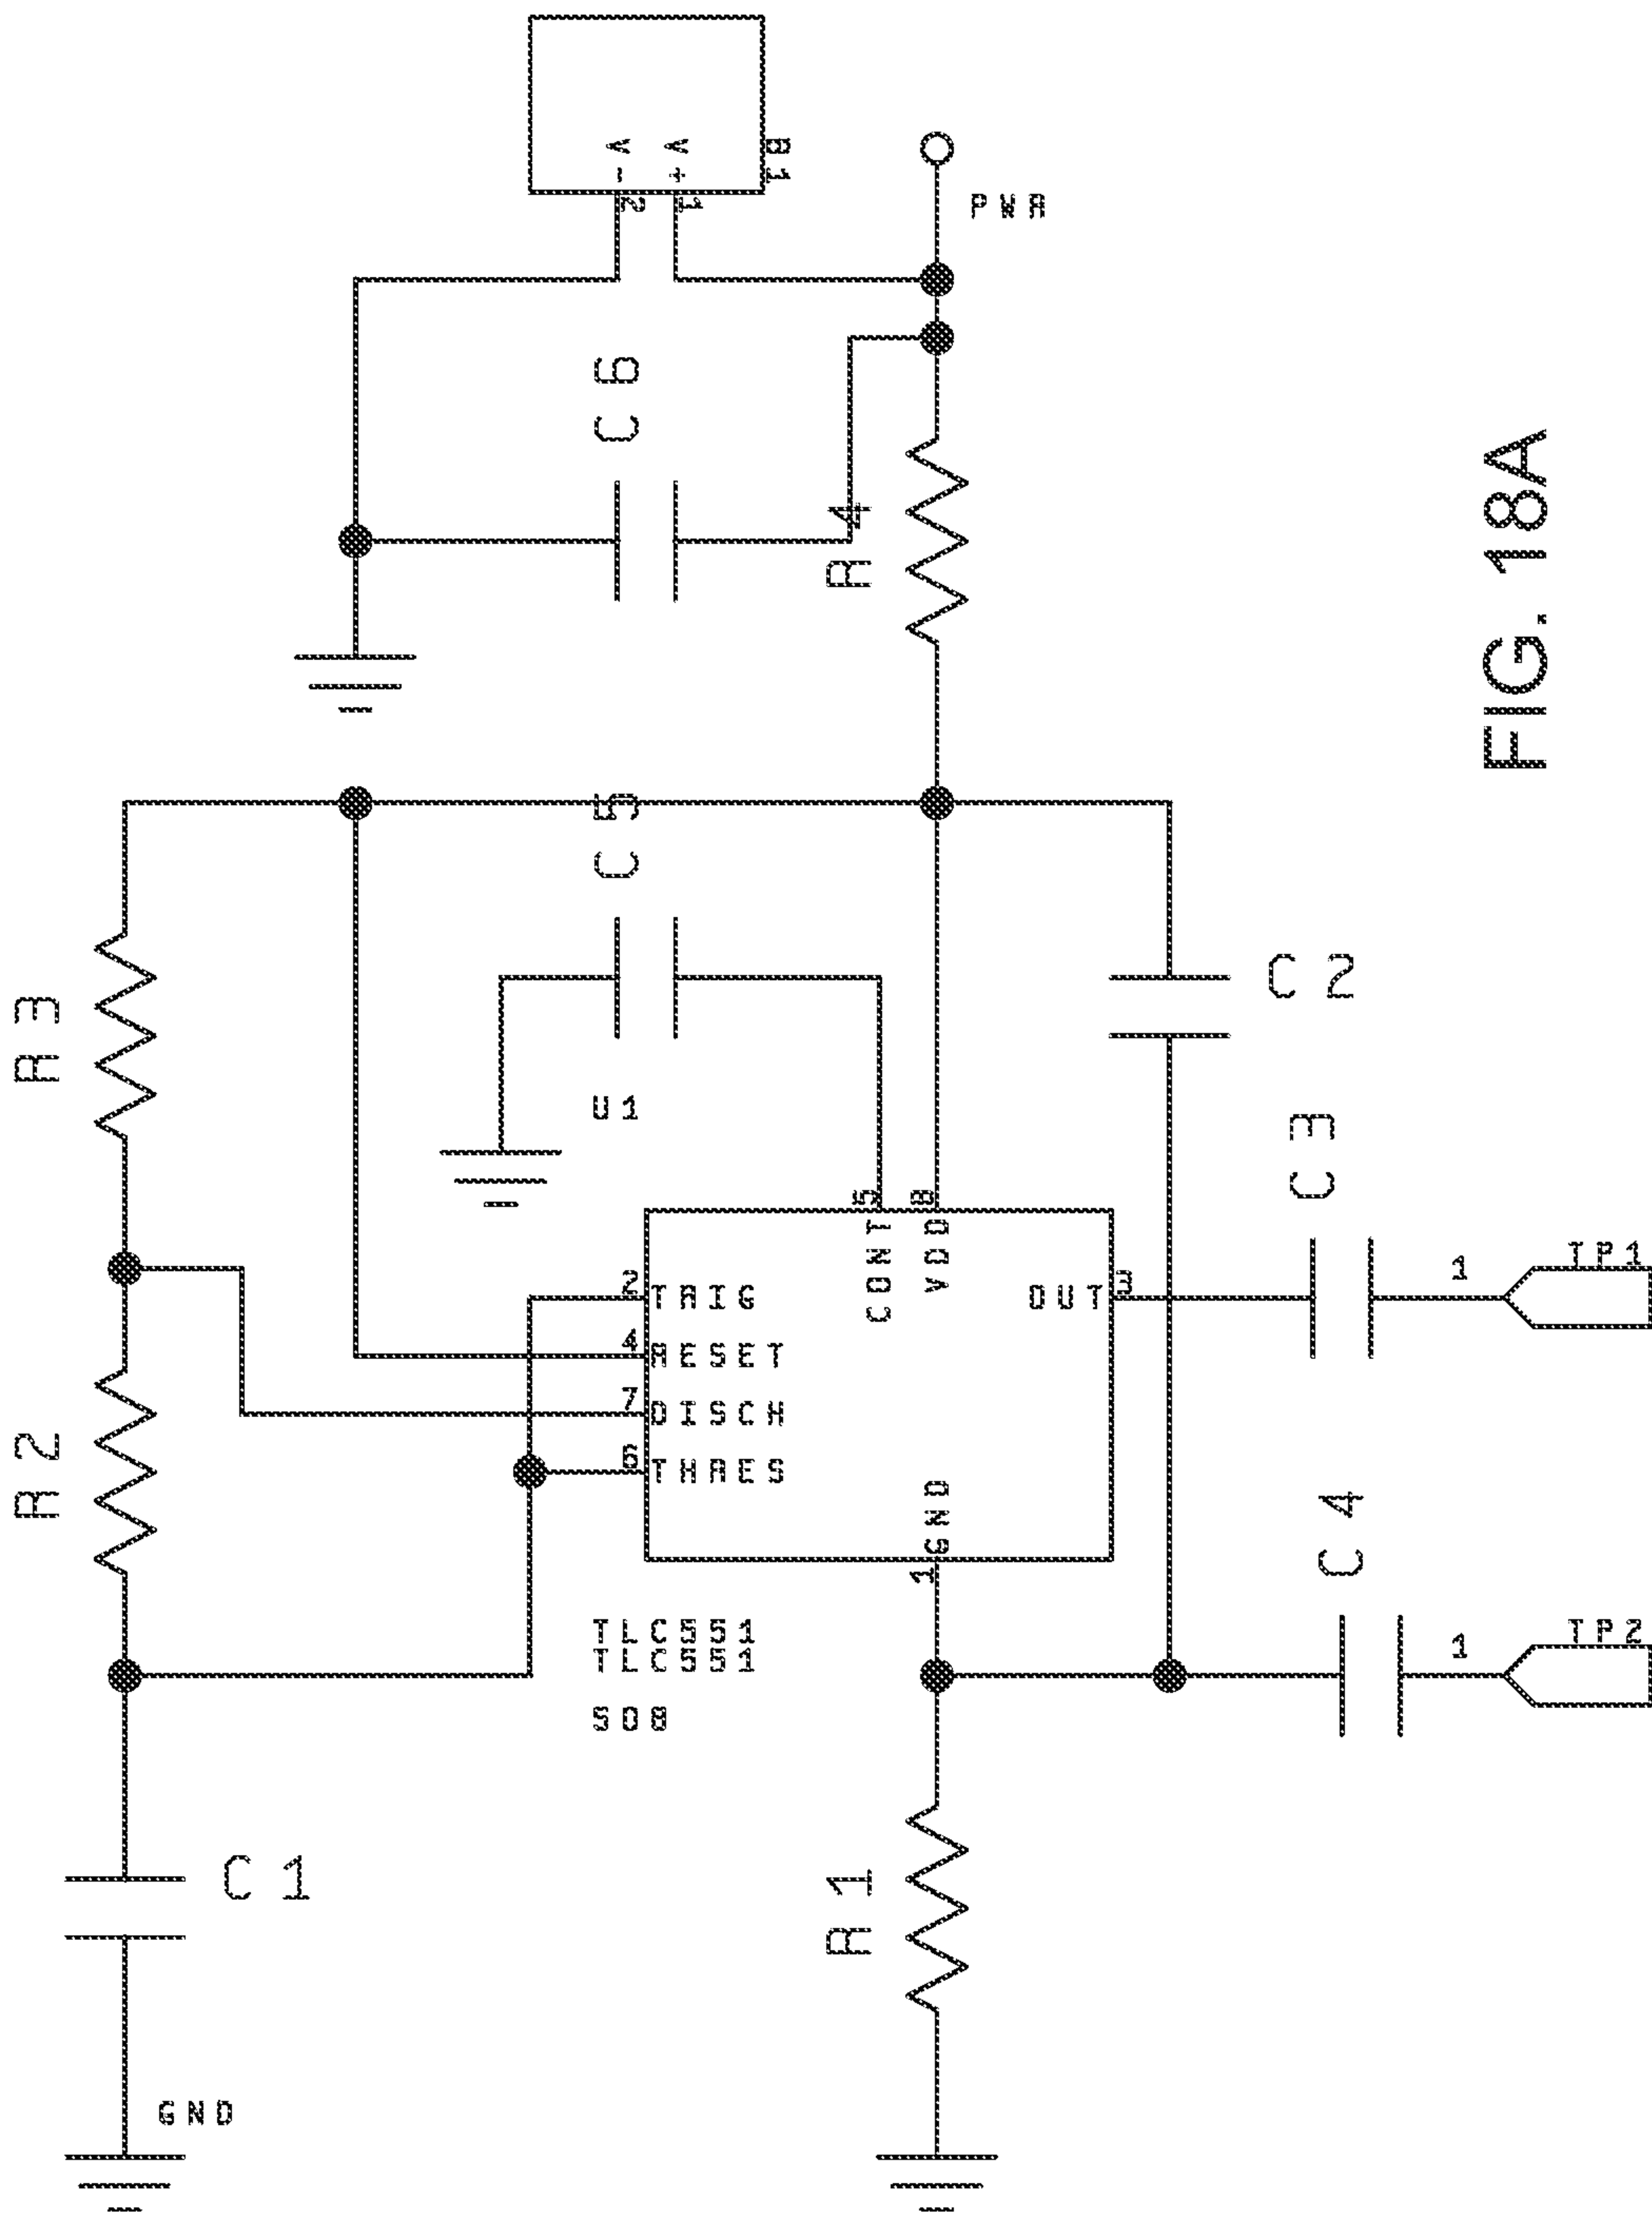 B1
-V
+V
2
1
PWR
C6
R4
FIG. 18A
C5
R3
C2
U1
C3
5
8
CONT
VDD
2
TRIG
OUT
3
1
TP1
4
RESET
7
DISCH
6
THRES
R2
GND
1
C4
TLC551
TLC551
SO8
1
TP2
C1
R1
GND